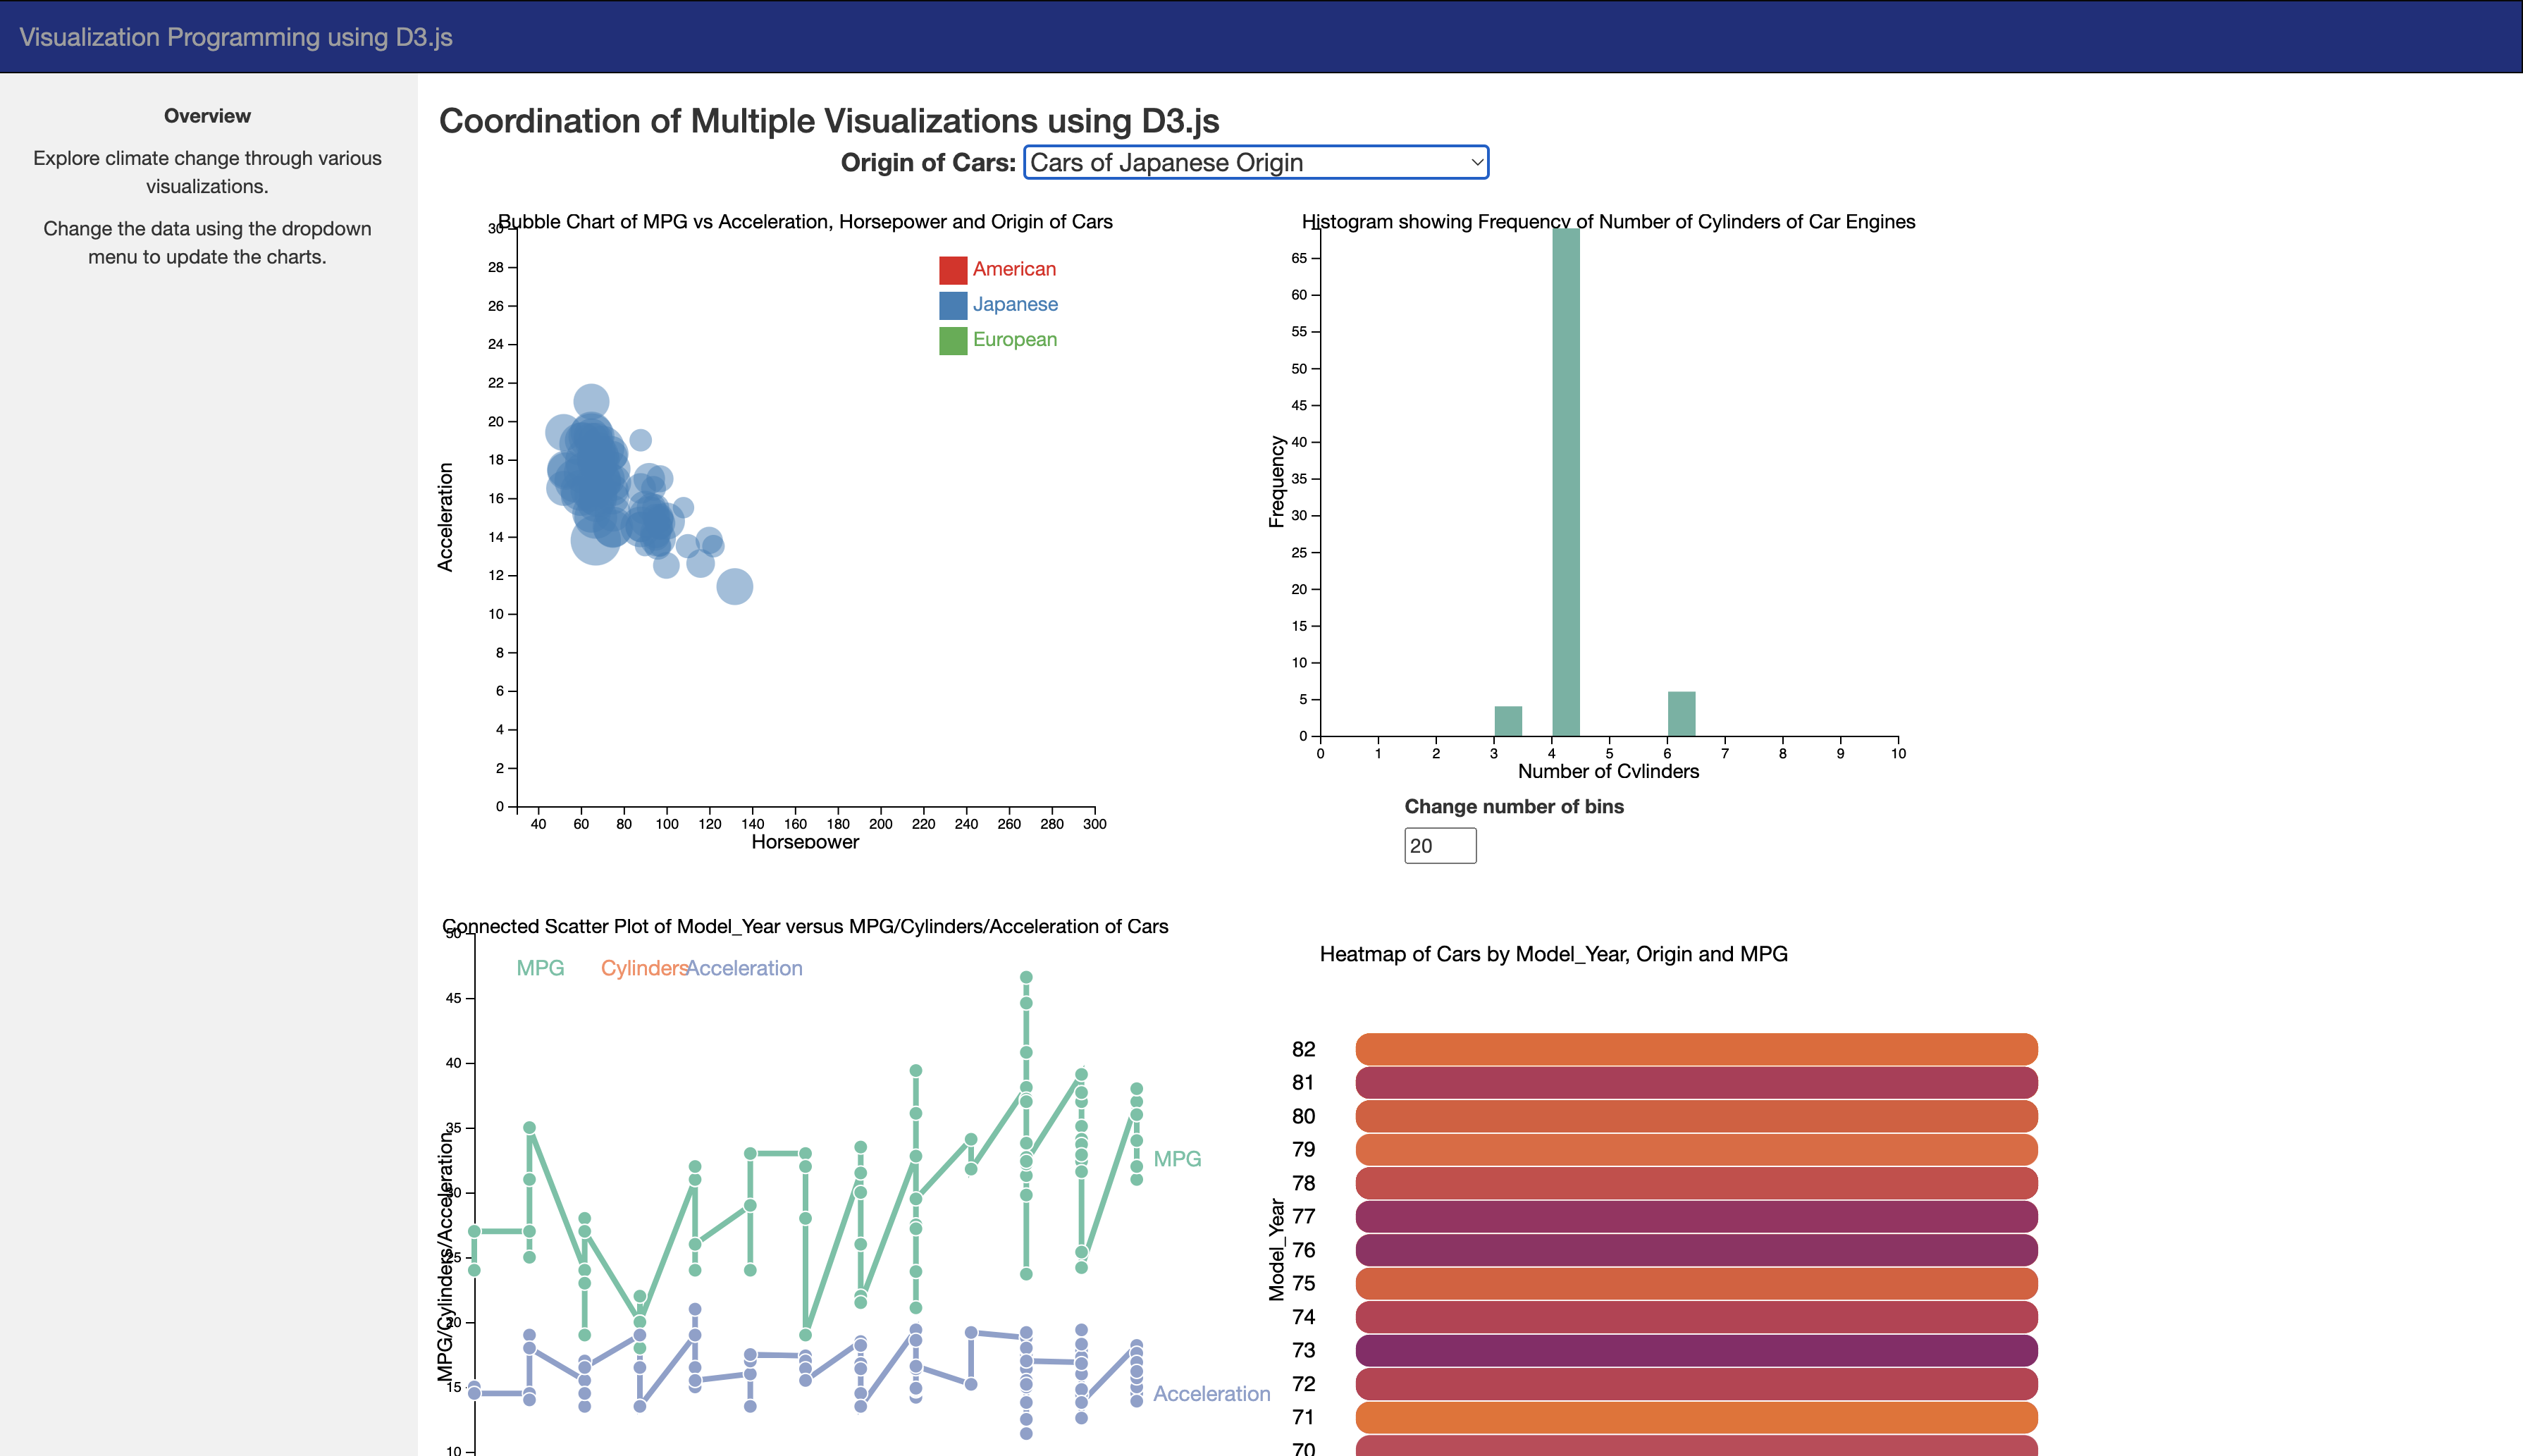 Visualization Programming using D3.js
Overview
Explore climate change through various
visualizations.
Change the data using the dropdown
menu to update the charts.
Coordination of Multiple Visualizations using D3.js
Origin of Cars: Cars of Japanese Origin
Bubble Chart of MPG vs Acceleration, Horsepower and Origin of Cars
30
28
26
24
22
20
18
16
14
12
10
8
6
4
2
0
Acceleration
American
Japanese
European
40 60 80 100 120 140 160 180 200 220 240 260 280 300
Horsepower
Histogram showing Frequency of Number of Cylinders of Car Engines
65
60
55
50
45
40
35
30
25
20
15
10
5
0
Frequency
0 1 2 3 4 5 6 7 8 9 10
Number of Cylinders
Change number of bins
20
Connected Scatter Plot of Model_Year versus MPG/Cylinders/Acceleration of Cars
MPG Cylinders Acceleration
50
45
40
35
30
25
20
15
10
MPG/Cylinders/Acceleration
MPG
Acceleration
Heatmap of Cars by Model_Year, Origin and MPG
82
81
80
79
78
77
76
75
74
73
72
71
70
Model_Year